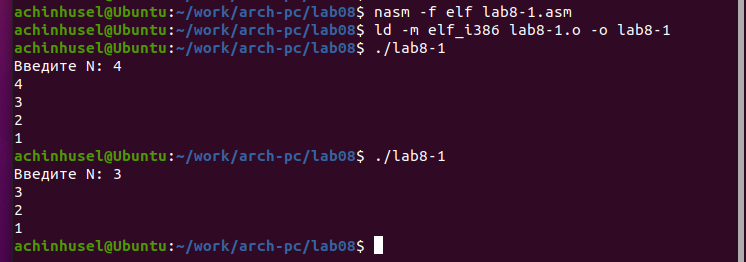 achinhusel@Ubuntu:~/work/arch-pc/lab08$ nasm -f elf lab8-1.asm
achinhusel@Ubuntu:~/work/arch-pc/lab08$ ld -m elf_i386 lab8-1.o -o lab8-1
achinhusel@Ubuntu:~/work/arch-pc/lab08$ ./lab8-1
Введите N: 4
4
3
2
1
achinhusel@Ubuntu:~/work/arch-pc/lab08$ ./lab8-1
Введите N: 3
3
2
1
achinhusel@Ubuntu:~/work/arch-pc/lab08$